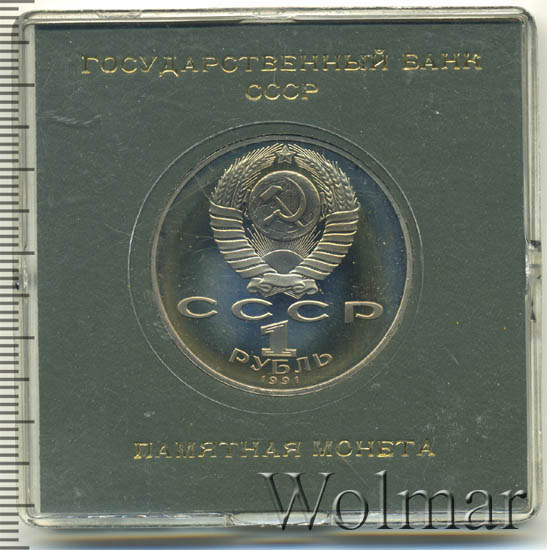 ГОСУДАРСТВЕННЫЙ БАНК
СССР
СССР
1
РУБЛЬ
1991
ПАМЯТНАЯ МОНЕТА
Wolmar